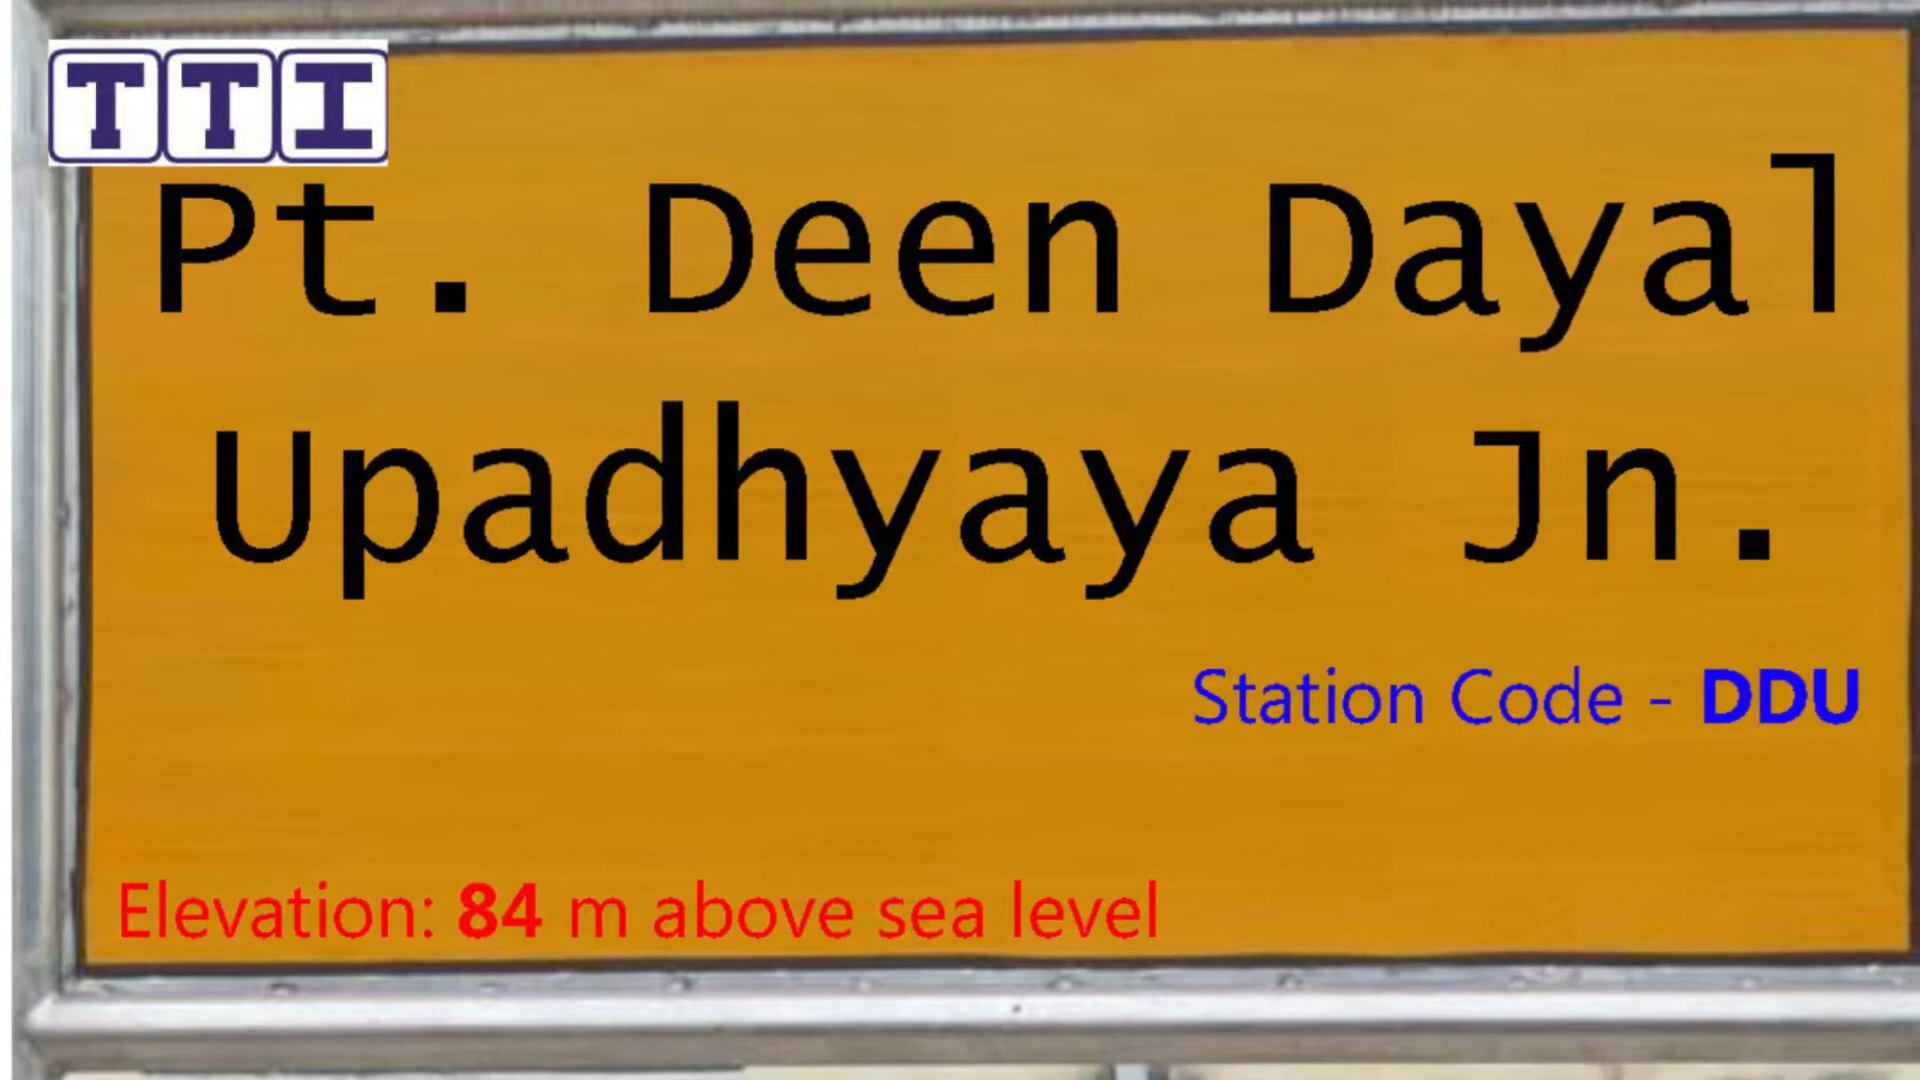 TTI
Pt. Deen Dayal
Upadhyaya Jn.
Station Code - DDU
Elevation: 84 m above sea level